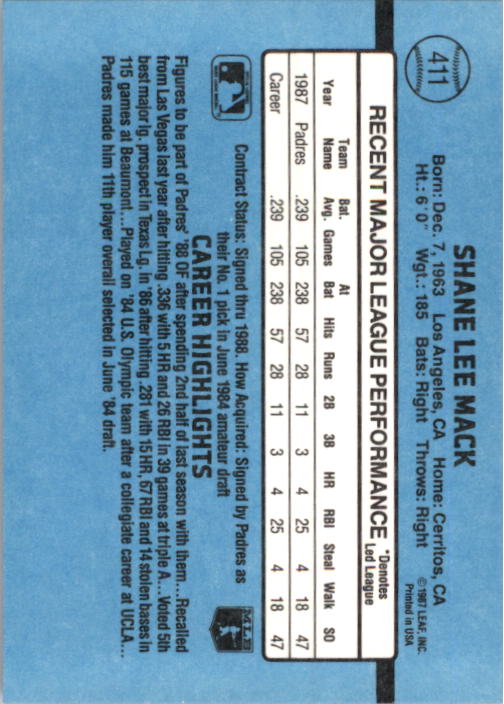 411
SHANE LEE MACK
Born: Dec. 7, 1963 Los Angeles, CA Home: Cerritos, CA
Ht.: 6' 0" Wgt.: 185 Bats: Right Throws: Right
©1987 LEAF, INC.
Printed in USA
RECENT MAJOR LEAGUE PERFORMANCE *Denotes Led League
Year Team Name Bat. Avg. Games At Bat Hits Runs 2B 3B HR RBI Steal Walk SO
1987 Padres .239 105 238 57 28 11 3 4 25 4 18 47
Career .239 105 238 57 28 11 3 4 25 4 18 47
Contract Status: Signed thru 1988. How Acquired: Signed by Padres as
their No. 1 pick in June 1984 amateur draft
MLB
CAREER HIGHLIGHTS
Figures to be part of Padres' '88 OF after spending 2nd half of last season with them...Recalled
from Las Vegas last year after hitting .336 with 5 HR and 26 RBI in 39 games at triple A...Voted 5th
best major lg. prospect in Texas Lg. in '86 after hitting .281 with 15 HR, 67 RBI and 14 stolen bases in
115 games at Beaumont...Played on '84 U.S. Olympic team after a collegiate career at UCLA...
Padres made him 11th player overall selected in June '84 draft.